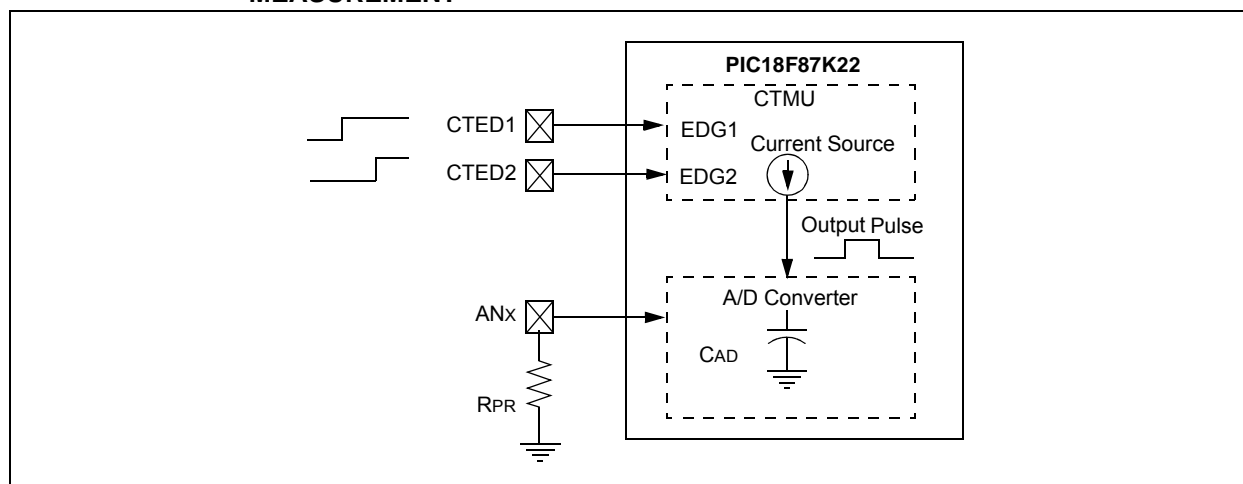 MEASUREMENT
PIC18F87K22
CTMU
CTED1
EDG1
Current Source
CTED2
EDG2
Output Pulse
A/D Converter
ANX
CAD
RPR